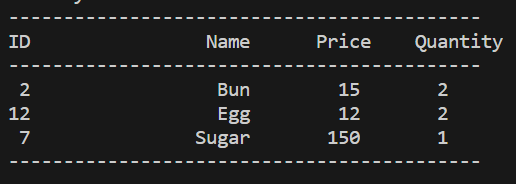 -------------------------------------------
ID                Name      Price    Quantity
-------------------------------------------
 2                 Bun        15       2
12                 Egg        12       2
 7               Sugar       150       1
-------------------------------------------